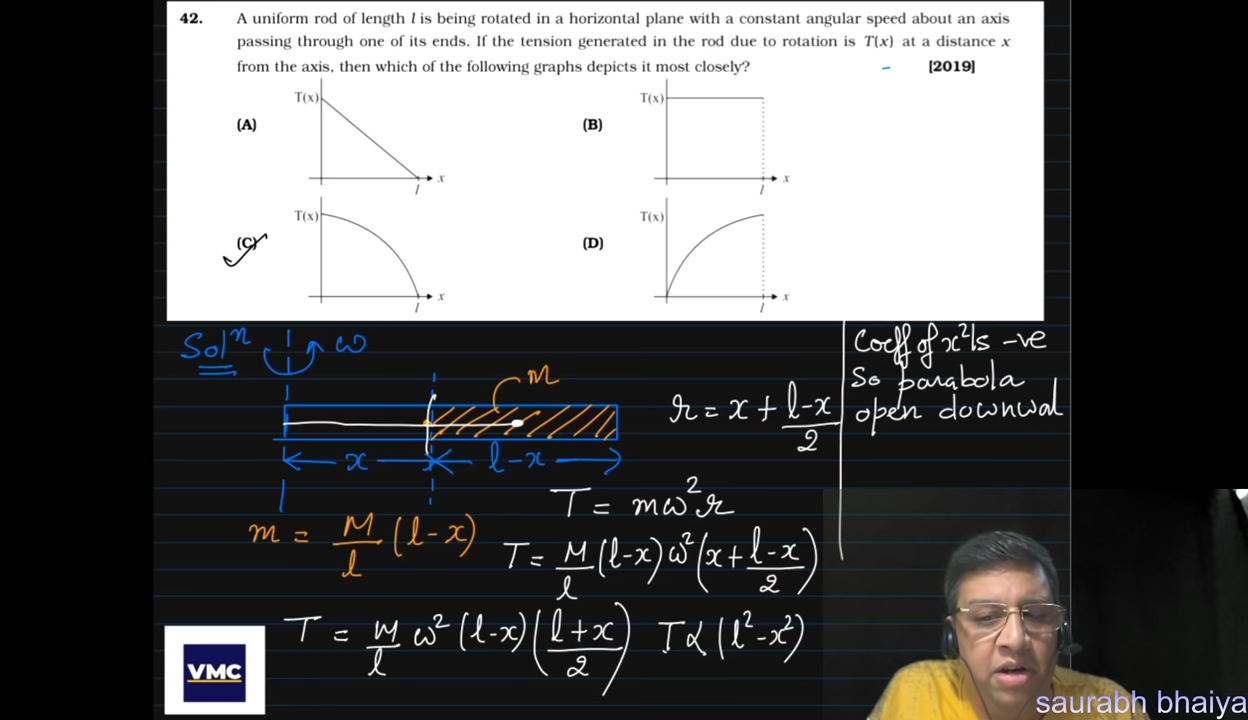 42. A uniform rod of length l is being rotated in a horizontal plane with a constant angular speed about an axis
passing through one of its ends. If the tension generated in the rod due to rotation is T(x) at a distance x
from the axis, then which of the following graphs depicts it most closely? [2019]
T(x)
(A)
x
l
T(x)
(B)
x
l
T(x)
(C)
x
l
T(x)
(D)
x
l
Solⁿ ω
m
x l-x
m = M/l (l-x)
r = x + (l-x)/2
T = mω²r
T = M/l (l-x) ω² (x + (l-x)/2)
T = M/l ω² (l-x) ((l+x)/2) T ∝ (l²-x²)
Coeff of x² is -ve
So parabola
open downwad
VMC
saurabh bhaiya